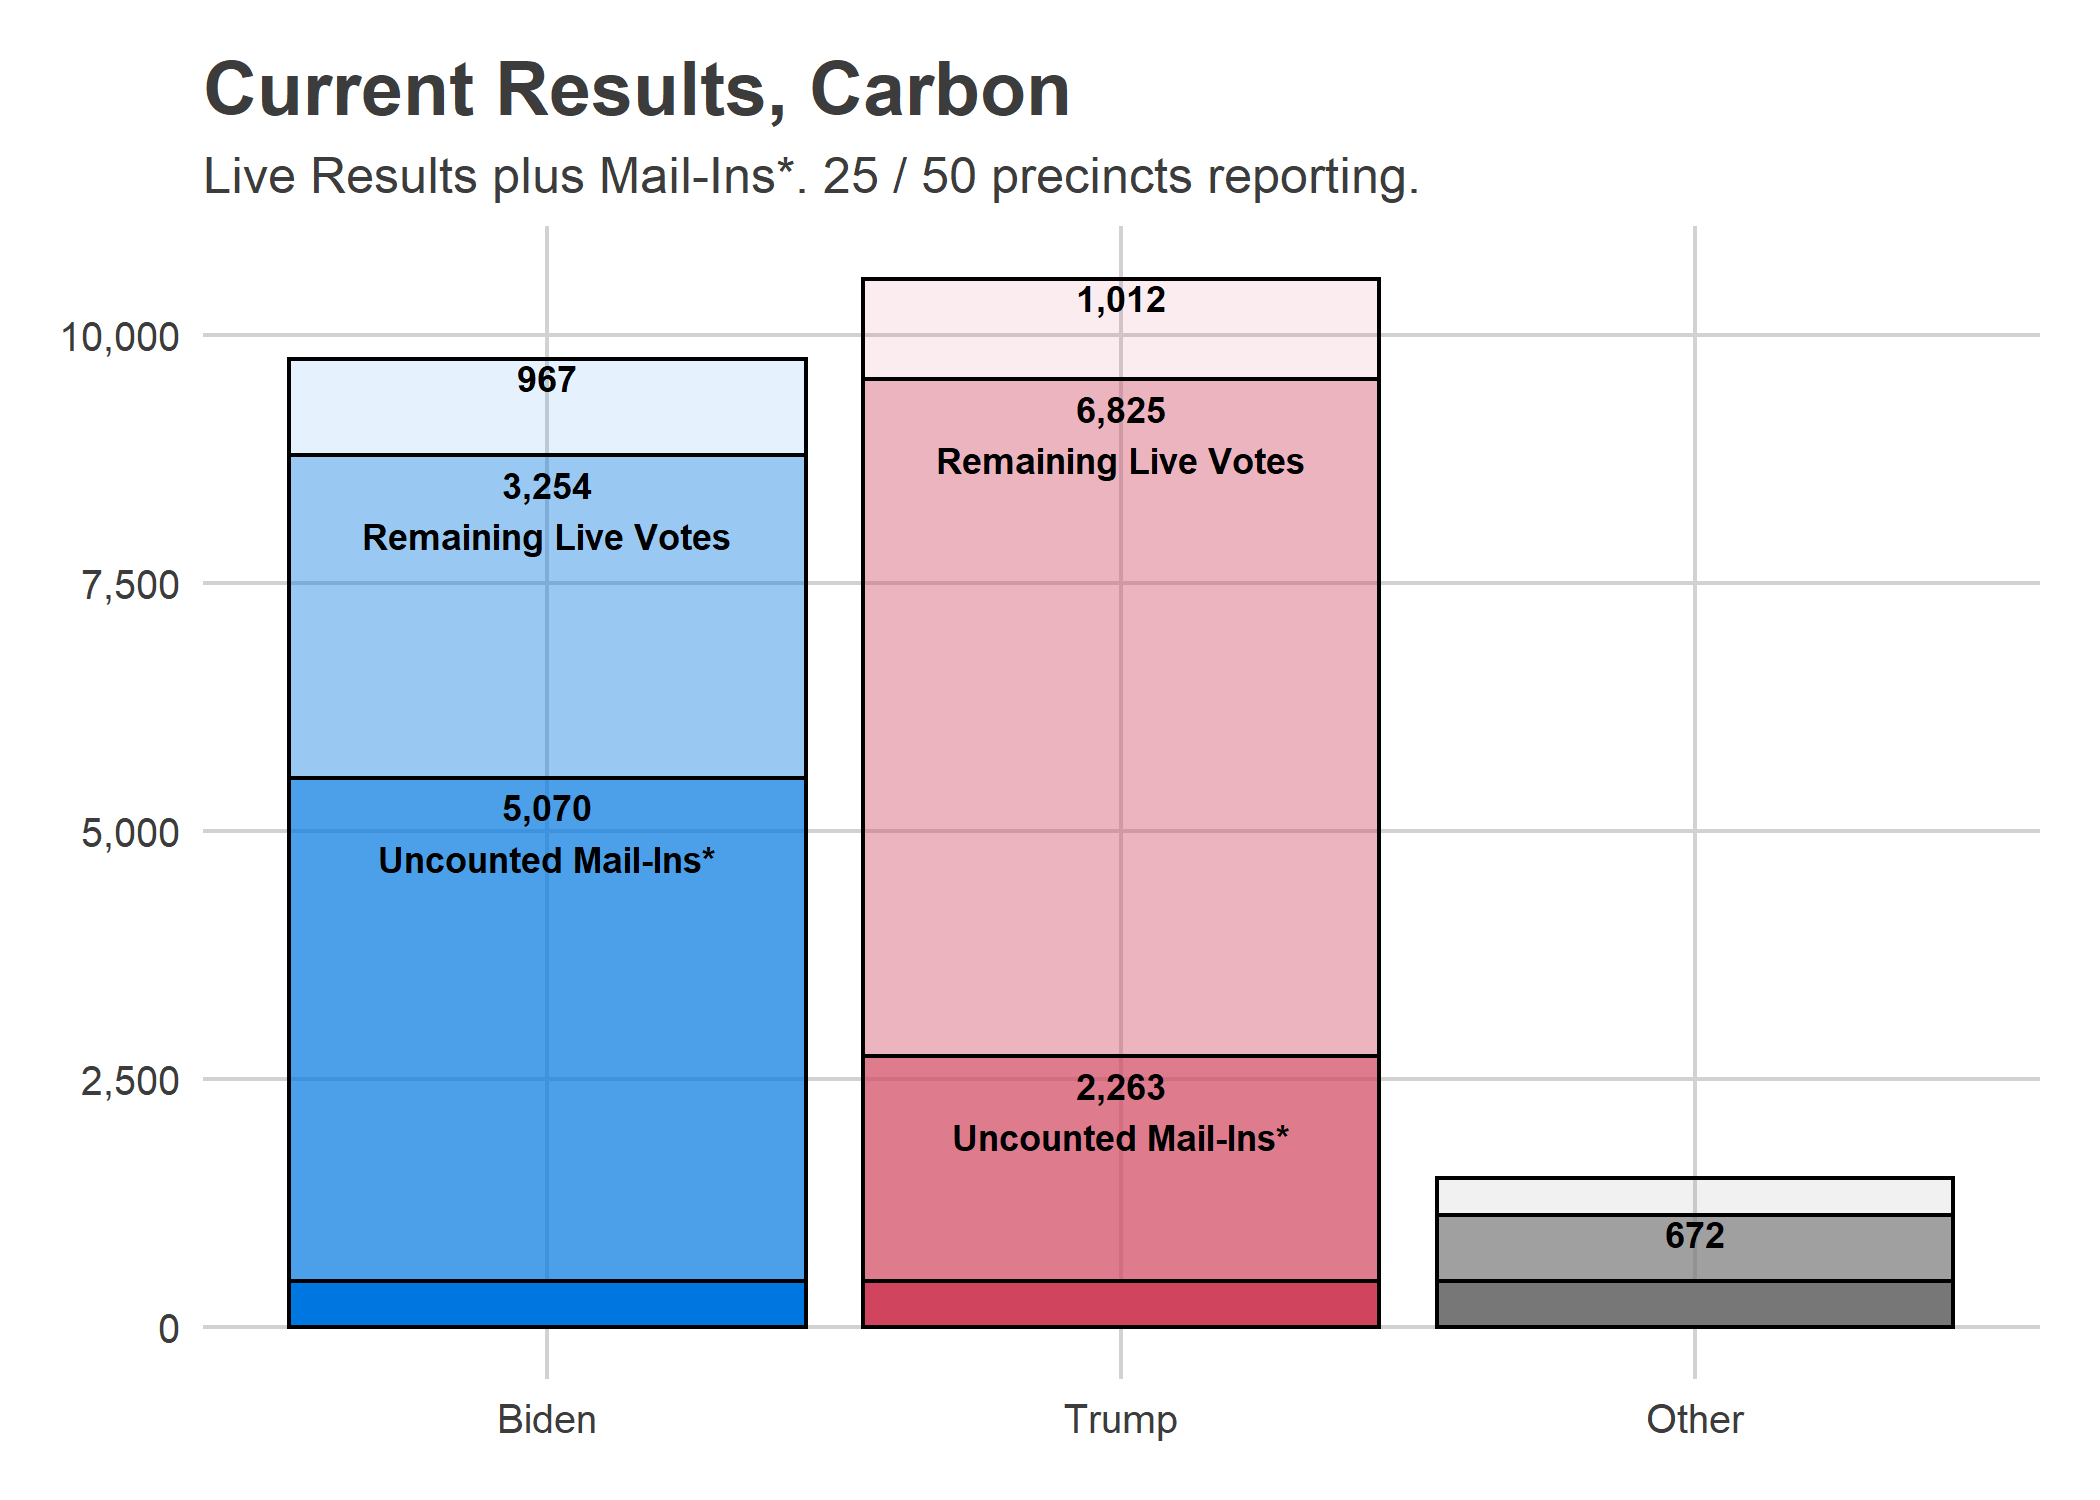 Current Results, Carbon
Live Results plus Mail-Ins*. 25 / 50 precincts reporting.
10,000
7,500
5,000
2,500
0
967
3,254
Remaining Live Votes
5,070
Uncounted Mail-Ins*
1,012
6,825
Remaining Live Votes
2,263
Uncounted Mail-Ins*
672
Biden
Trump
Other